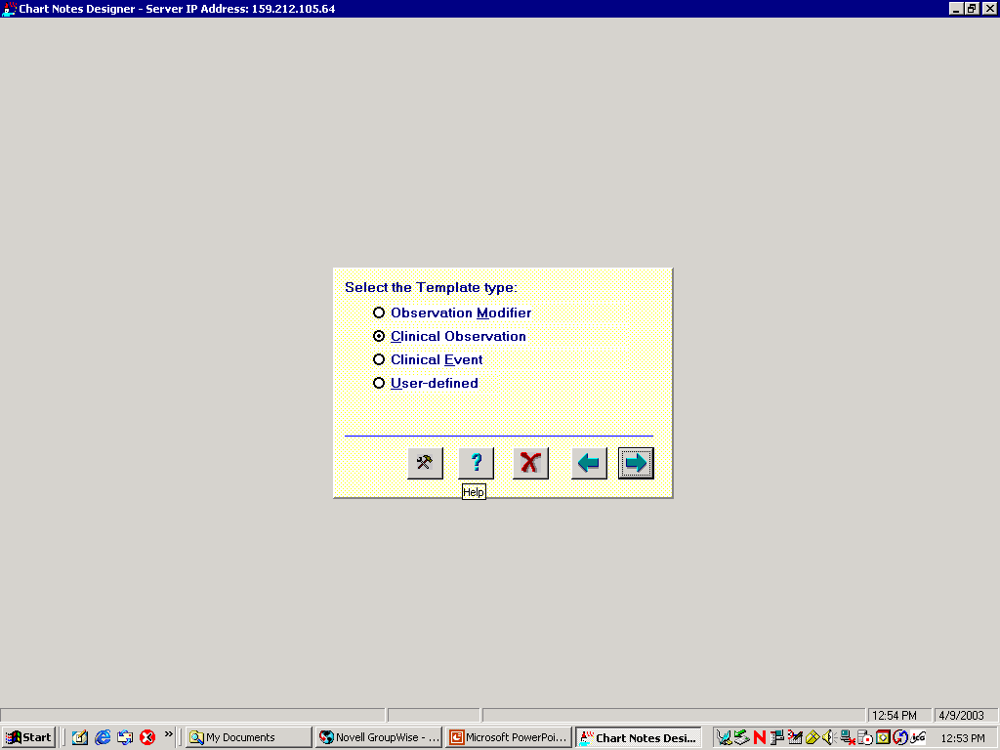 Chart Notes Designer - Server IP Address: 159.212.105.64
Select the Template type:
Observation Modifier
Clinical Observation
Clinical Event
User-defined
?
Help
12:54 PM 4/9/2003
Start » My Documents Novell GroupWise - ... Microsoft PowerPoi... Chart Notes Desi... N 12:53 PM